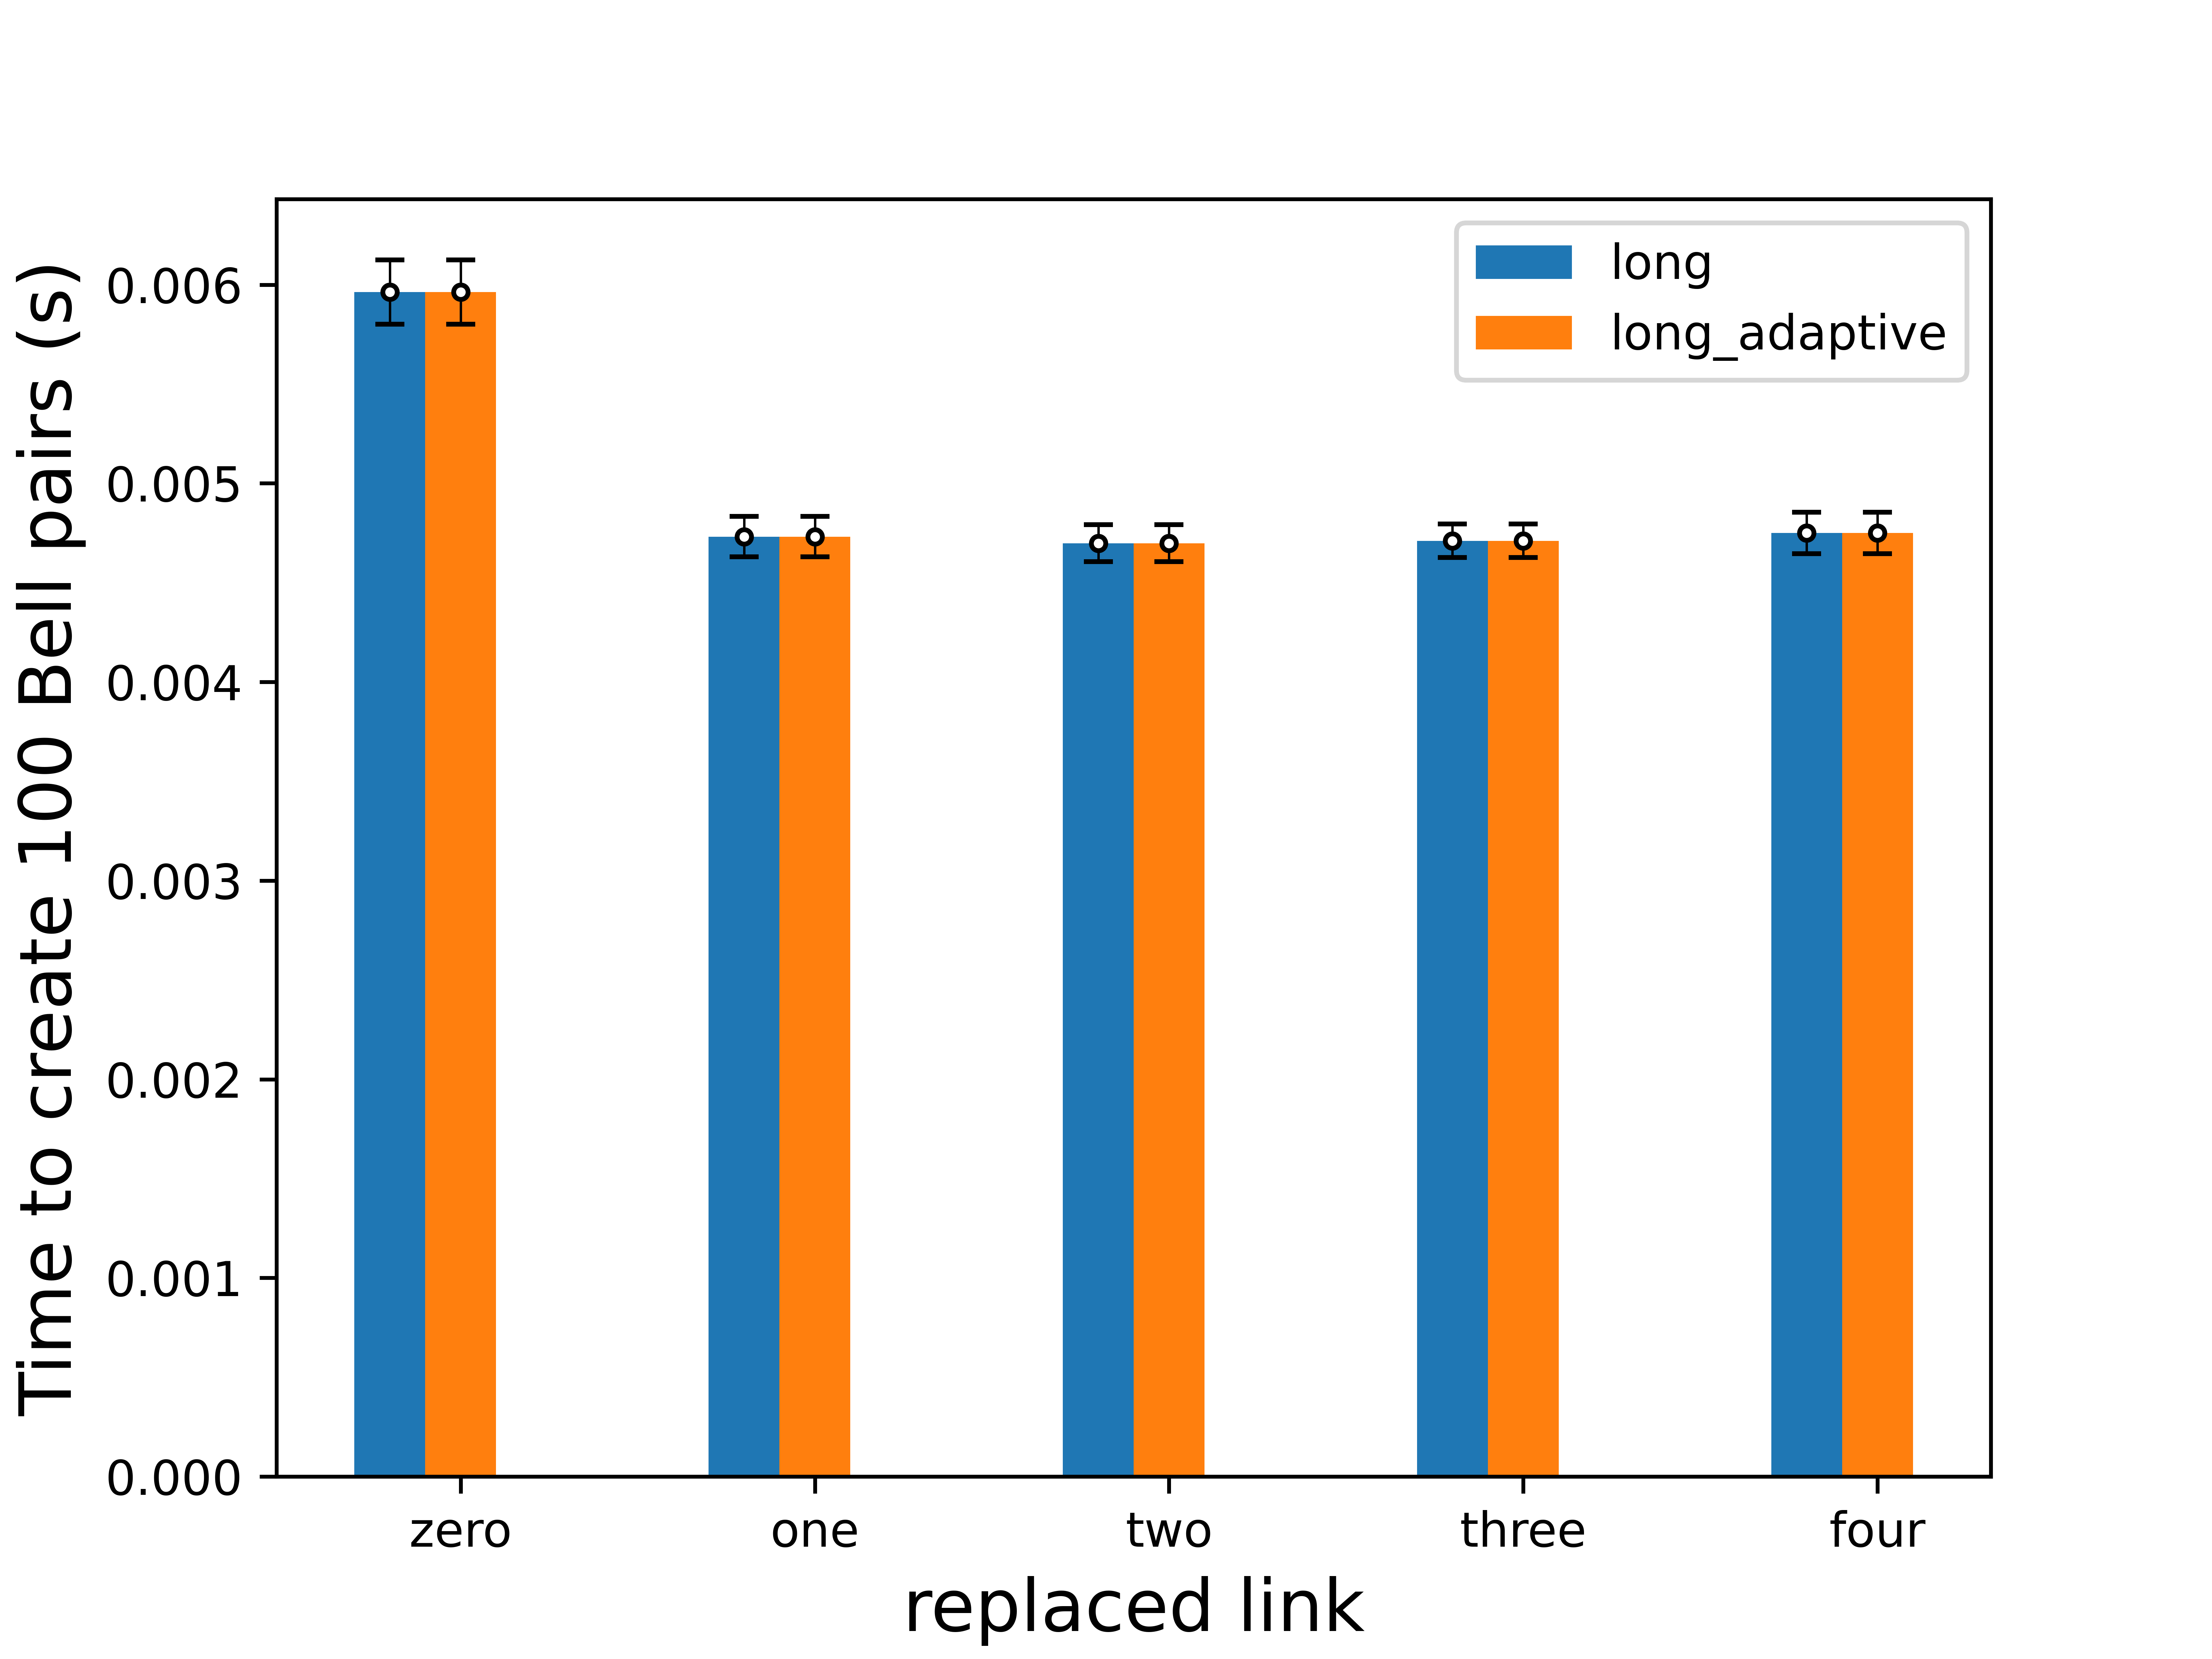 long
long_adaptive
Time to create 100 Bell pairs (s)
0.006
0.005
0.004
0.003
0.002
0.001
0.000
zero one two three four
replaced link